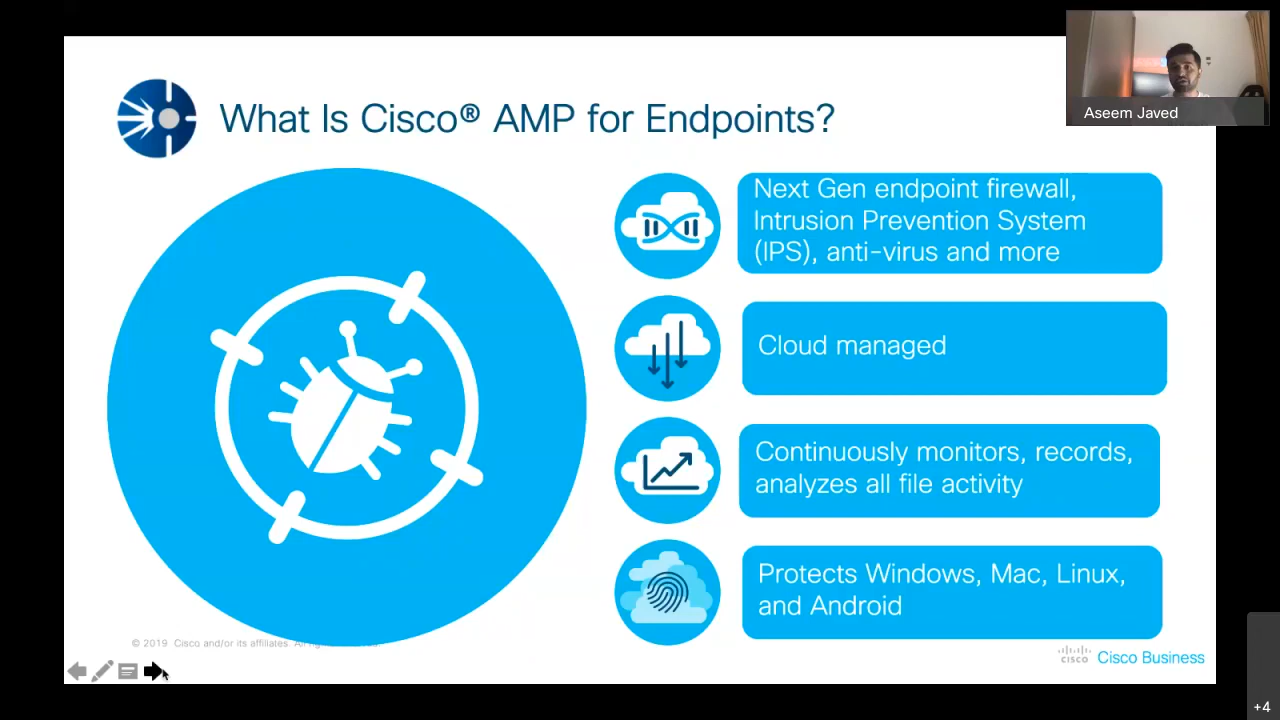 What Is Cisco® AMP for Endpoints?
Aseem Javed
Next Gen endpoint firewall,
Intrusion Prevention System
(IPS), anti-virus and more
Cloud managed
Continuously monitors, records,
analyzes all file activity
Protects Windows, Mac, Linux,
and Android
© 2019 Cisco and/or its affiliates. All
cisco Cisco Business
+4